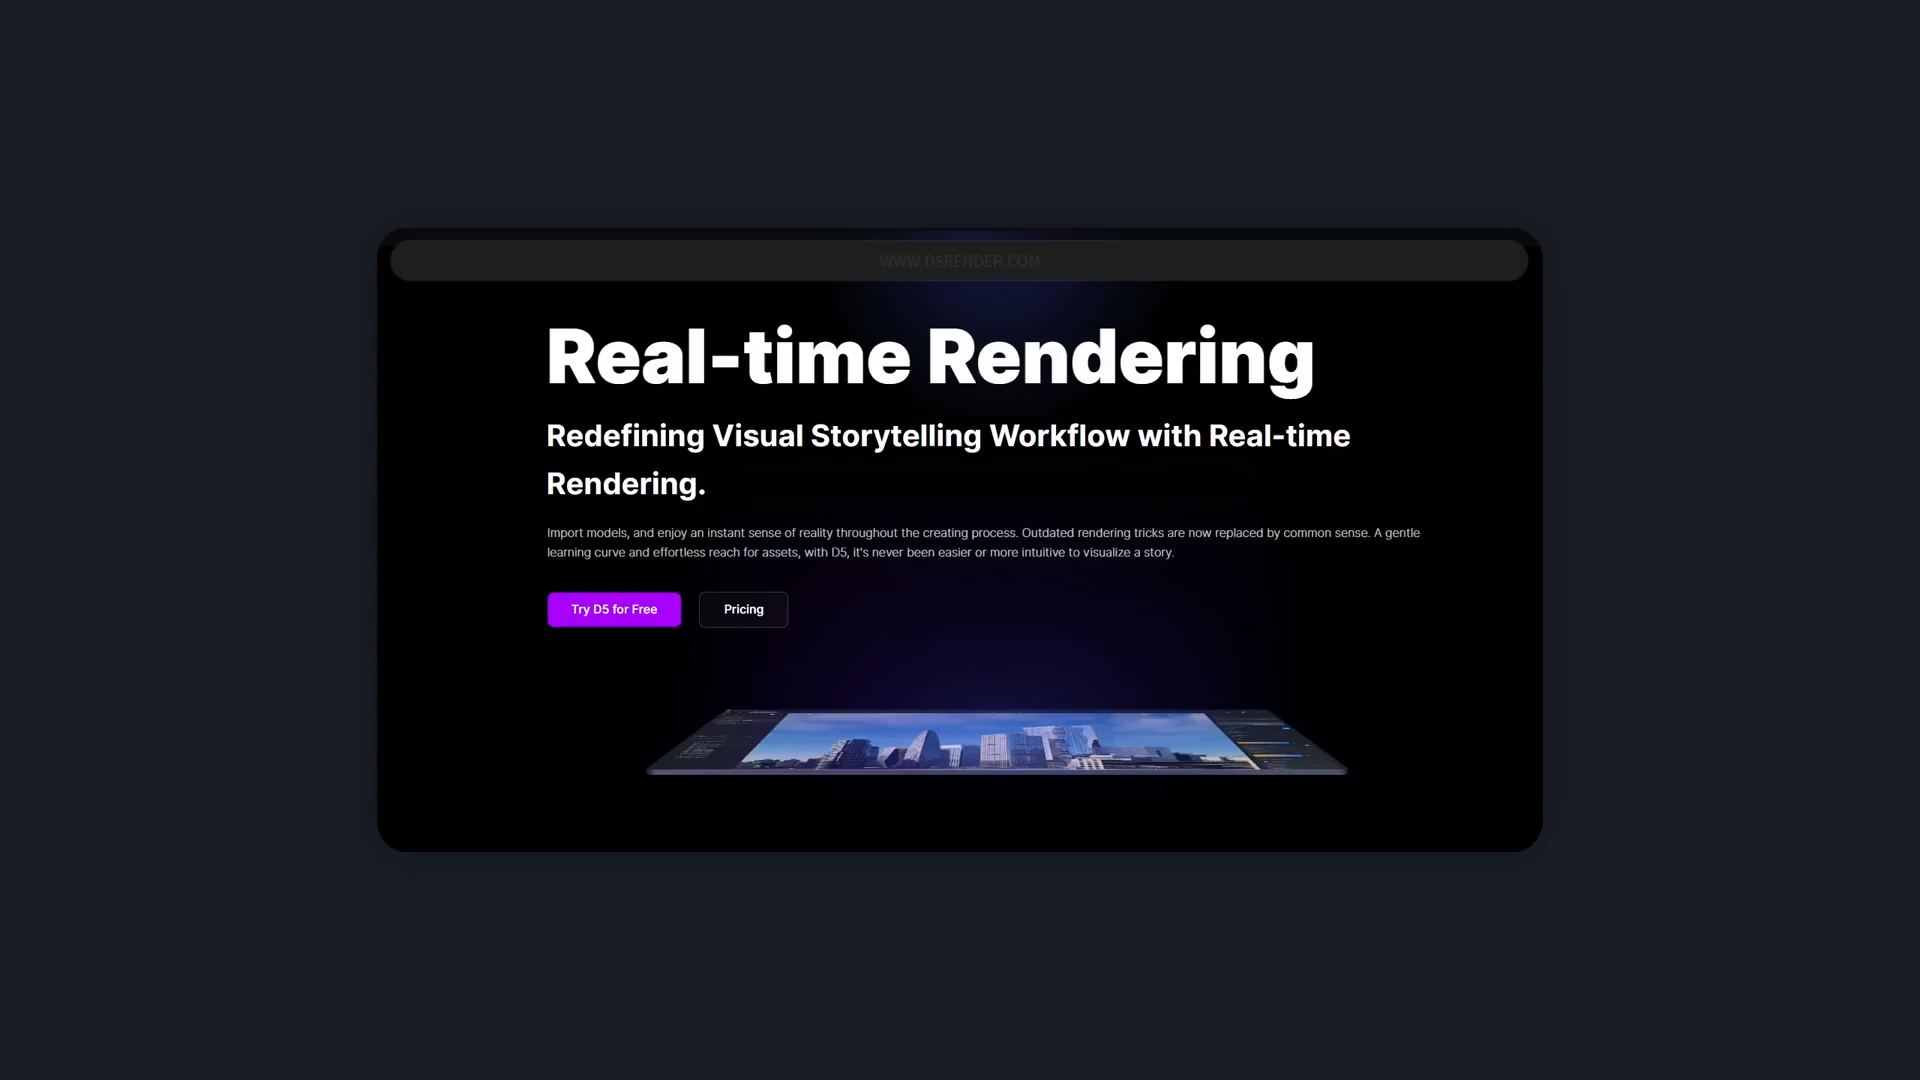 WWW.D5RENDER.COM
Real-time Rendering
Redefining Visual Storytelling Workflow with Real-time
Rendering.
Import models, and enjoy an instant sense of reality throughout the creating process. Outdated rendering tricks are now replaced by common sense. A gentle
learning curve and effortless reach for assets, with D5, it's never been easier or more intuitive to visualize a story.
Try D5 for Free
Pricing